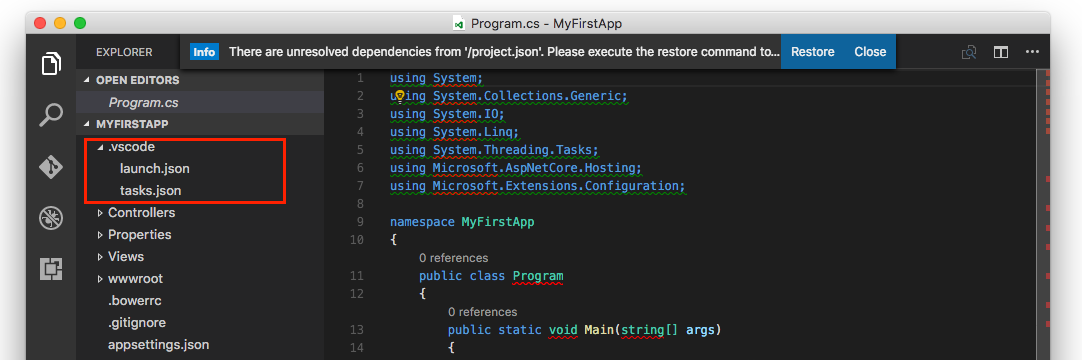 Program.cs - MyFirstApp
EXPLORER
Info There are unresolved dependencies from '/project.json'. Please execute the restore command to... Restore Close
OPEN EDITORS
Program.cs
MYFIRSTAPP
.vscode
launch.json
tasks.json
Controllers
Properties
Views
wwwroot
.bowerrc
.gitignore
appsettings.json
1 using System;
2 using System.Collections.Generic;
3 using System.IO;
4 using System.Linq;
5 using System.Threading.Tasks;
6 using Microsoft.AspNetCore.Hosting;
7 using Microsoft.Extensions.Configuration;
8
9 namespace MyFirstApp
10 {
0 references
11 public class Program
12 {
0 references
13 public static void Main(string[] args)
14 {